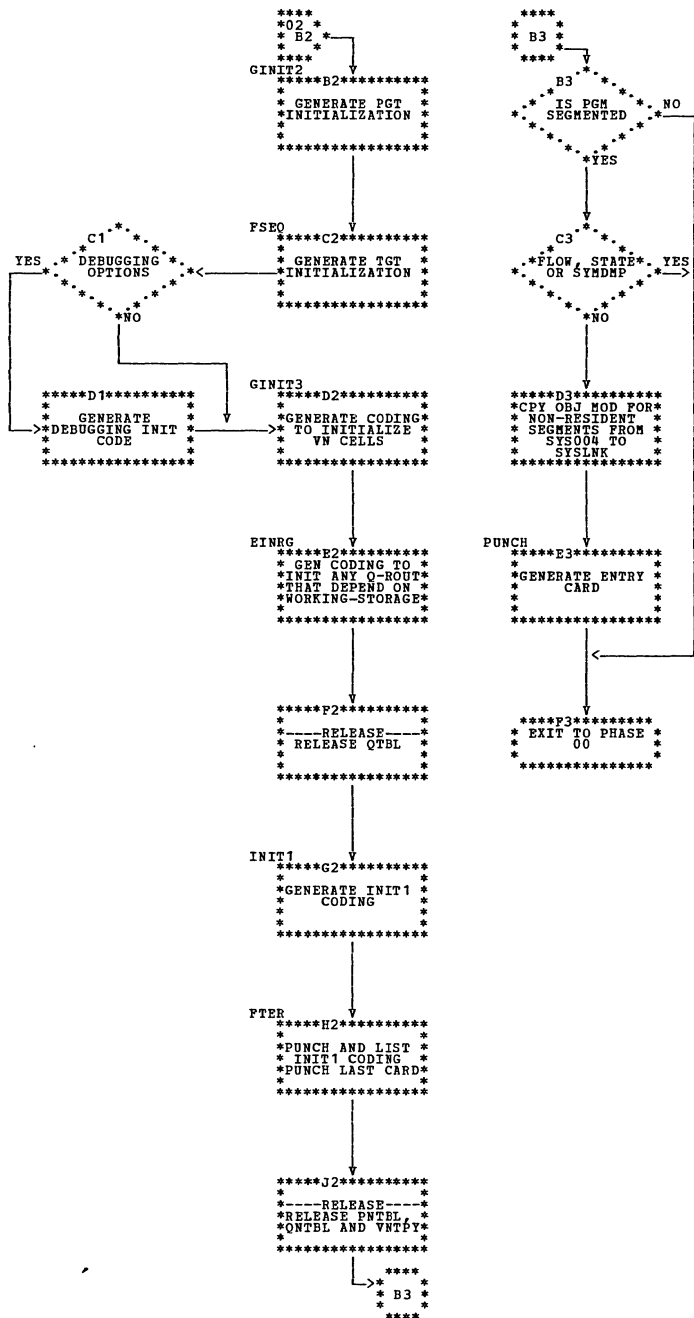 02
B2
GINIT2
B2
GENERATE PGT
INITIALIZATION
FSEQ
C2
GENERATE TGT
INITIALIZATION
C1
DEBUGGING
OPTIONS
YES
NO
D1
GENERATE
DEBUGGING INIT
CODE
GINIT3
D2
GENERATE CODING
TO INITIALIZE
VN CELLS
EINRG
E2
GEN CODING TO
INIT ANY Q-ROUT
THAT DEPEND ON
WORKING-STORAGE
F2
----RELEASE----
RELEASE QTBL
INIT1
G2
GENERATE INIT1
CODING
FTER
H2
PUNCH AND LIST
INIT1 CODING
PUNCH LAST CARD
J2
----RELEASE----
RELEASE PNTBL,
QNTBL AND VNTPY
B3
B3
B3
IS PGM
SEGMENTED
NO
YES
C3
FLOW, STATE
OR SYMDMP
YES
NO
D3
CPY OBJ MOD FOR
NON-RESIDENT
SEGMENTS FROM
SYS004 TO
SYSLNK
PUNCH
E3
GENERATE ENTRY
CARD
F3
EXIT TO PHASE
00